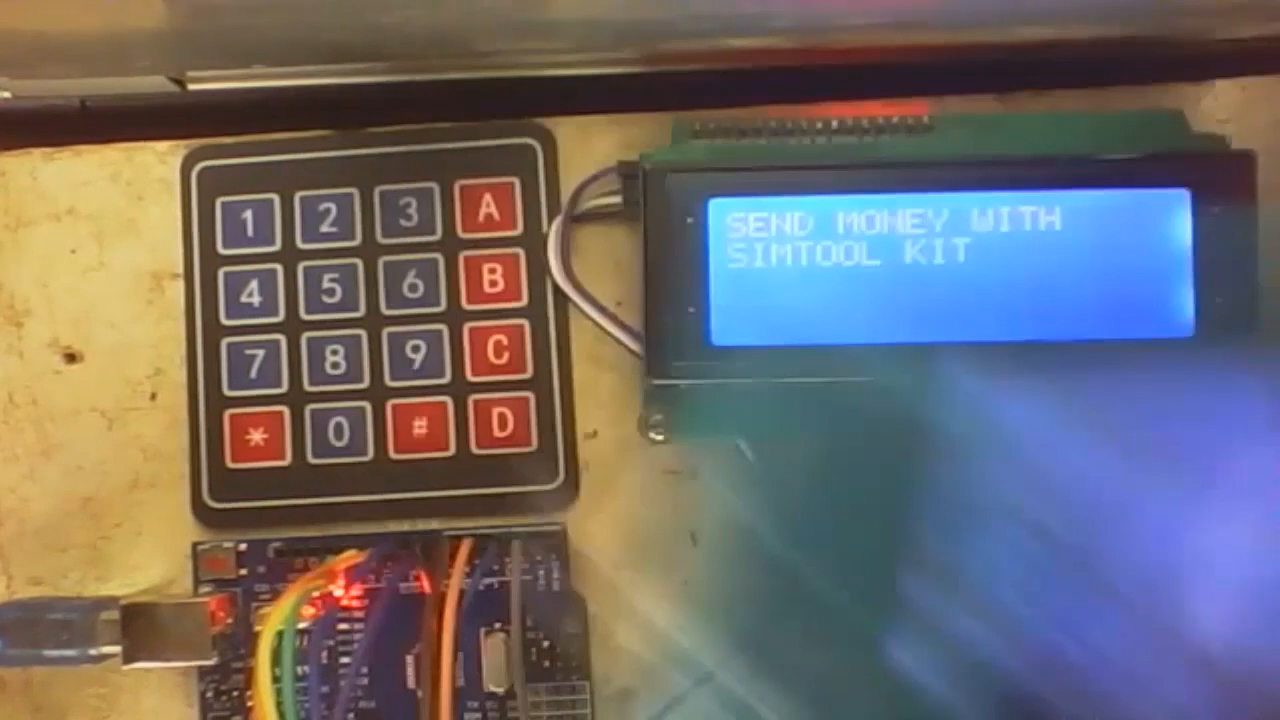 SEND MONEY WITH
SIMTOOL KIT
1 2 3 A
4 5 6 B
7 8 9 C
* 0 # D